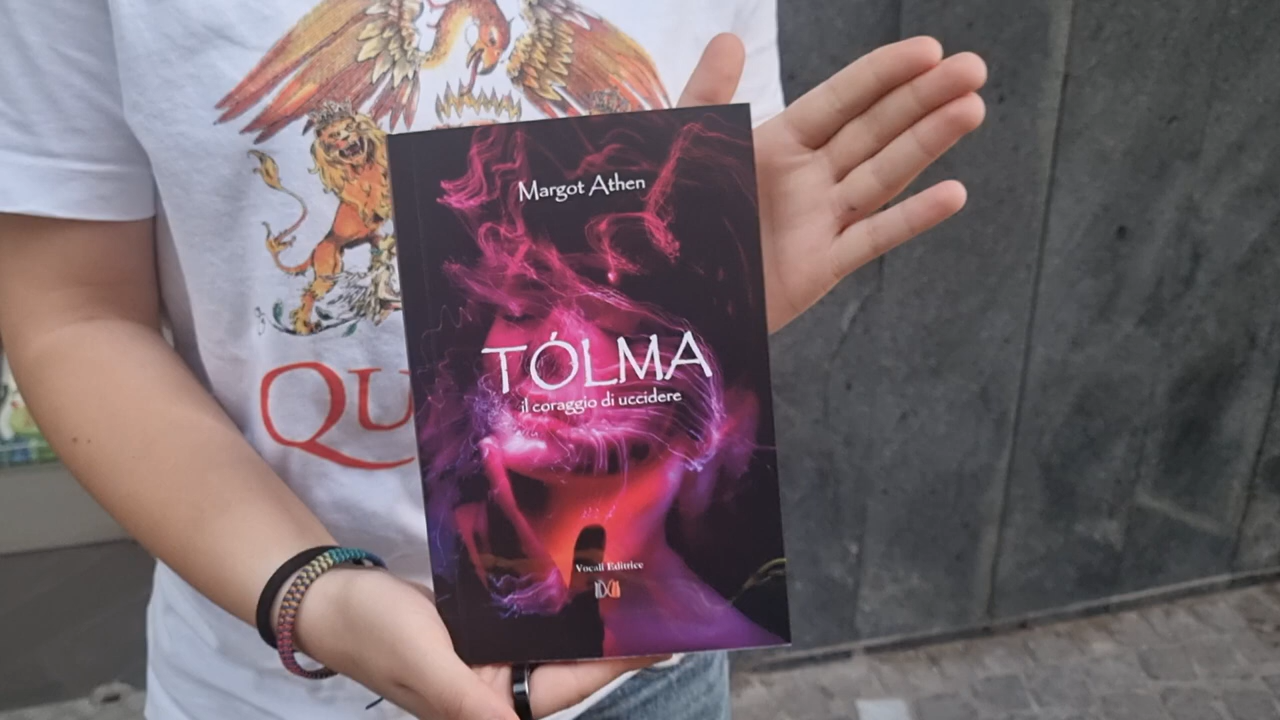 Margot Athen
TÓLMA
il coraggio di uccidere
Vocali Editrice
QU